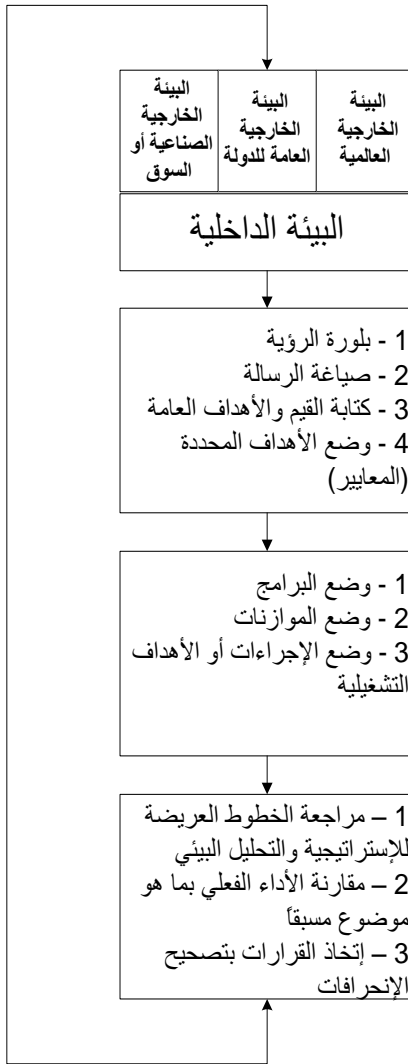 البيئة
الخارجية
العالمية
البيئة
الخارجية
العامة للدولة
البيئة
الخارجية
الصناعية أو
السوق
البيئة الداخلية
1 - بلورة الرؤية
2 - صياغة الرسالة
3 - كتابة القيم والأهداف العامة
4 - وضع الأهداف المحددة
(المعايير)
1 - وضع البرامج
2 - وضع الموازنات
3 - وضع الإجراءات أو الأهداف
التشغيلية
1 – مراجعة الخطوط العريضة
للإستراتيجية والتحليل البيئي
2 – مقارنة الأداء الفعلي بما هو
موضوع مسبقاً
3 – إتخاذ القرارات بتصحيح
الإنحرافات